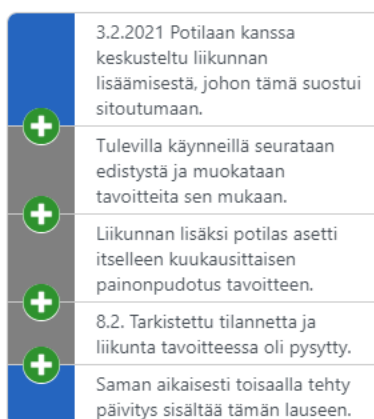 3.2.2021 Potilaan kanssa
keskusteltu liikunnan
lisäämisestä, johon tämä suostui
sitoutumaan.
Tulevilla käynneillä seurataan
edistystä ja muokataan
tavoitteita sen mukaan.
Liikunnan lisäksi potilas asetti
itselleen kuukausittaisen
painonpudotus tavoitteen.
8.2. Tarkistettu tilannetta ja
liikunta tavoitteessa oli pysytty.
Saman aikaisesti toisaalla tehty
päivitys sisältää tämän lauseen.